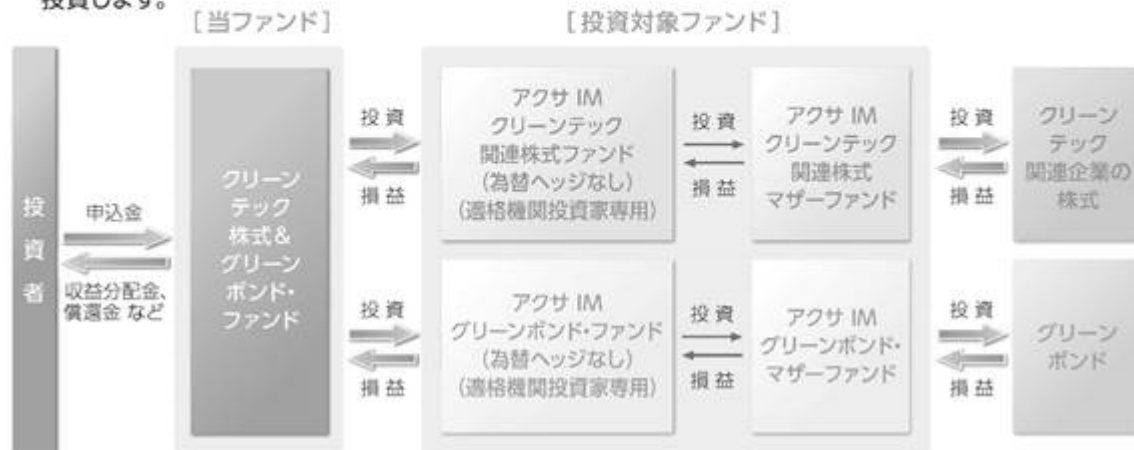 投資します。
[当ファンド]
[投資対象ファンド]
投資者
申込金
収益分配金、
償還金 など
クリーン
テック
株式&
グリーン
ボンド・
ファンド
投資
損益
アクサ IM
クリーンテック
関連株式ファンド
(為替ヘッジなし)
(適格機関投資家専用)
投資
損益
アクサ IM
クリーンテック
関連株式
マザーファンド
投資
損益
クリーン
テック
関連企業の
株式
投資
損益
アクサ IM
グリーンボンド・ファンド
(為替ヘッジなし)
(適格機関投資家専用)
投資
損益
アクサ IM
グリーンボンド・
マザーファンド
投資
損益
グリーン
ボンド